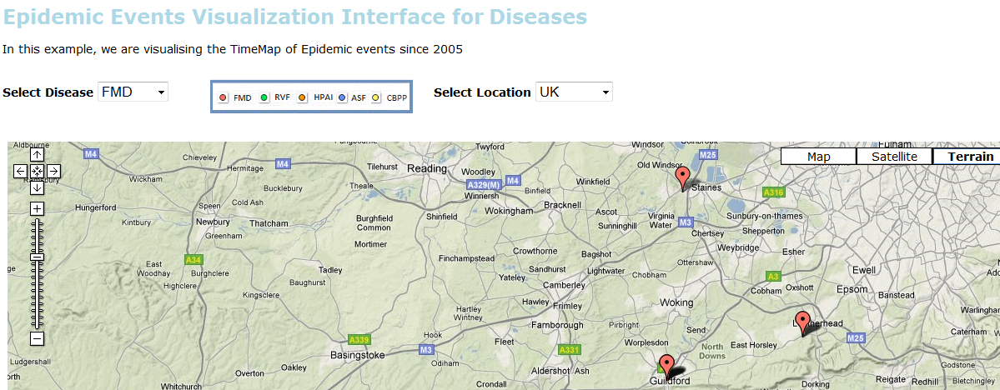 Epidemic Events Visualization Interface for Diseases
In this example, we are visualising the TimeMap of Epidemic events since 2005
Select Disease FMD FMD RVF HPAI ASF CBPP Select Location UK
Aldbourne Twyford Windsor Fulham
M4 Chieveley M4 Hermitage Tilehurst Reading Woodley Old Windsor M25 Map Satellite Terrain
Wickham Bucklebury Theale A329(M) M4 Winfield Staines
Winnersh Binfield A316
Hungerford Speen Cold Ash Wokingham Bracknell
Kintbury Newbury Thatcham Burghfield Common Shinfield Ascot Virginia Water M3 Sunbury-on-thames
Greenham Sunninghill Chertsey Shepperton
Mortimer Crowthorne Bagshot Weybridge Esher
East Woodhay A34 Burghclere Tadley Finchampstead Sandhurst Lightwater Chobham Ottershaw A3 Ewell
Highclere Baughurst Yateley Camberley Cobham Oxshott Epsom Banstead
Kingsclere Hawley Frimley Woking
Hartley Wintney Farnborough Pirbright Send Warlingham
A339 Hook Fleet Worplesdon East Horsley M25 Caterham
Basingstoke M3 Odiham A331 North Downs
Ludgershall Oakley Aldershot Ash Godstone
Overton Guildford Reigate Redhill Bletchingley
Whitchurch Crondall Dorking